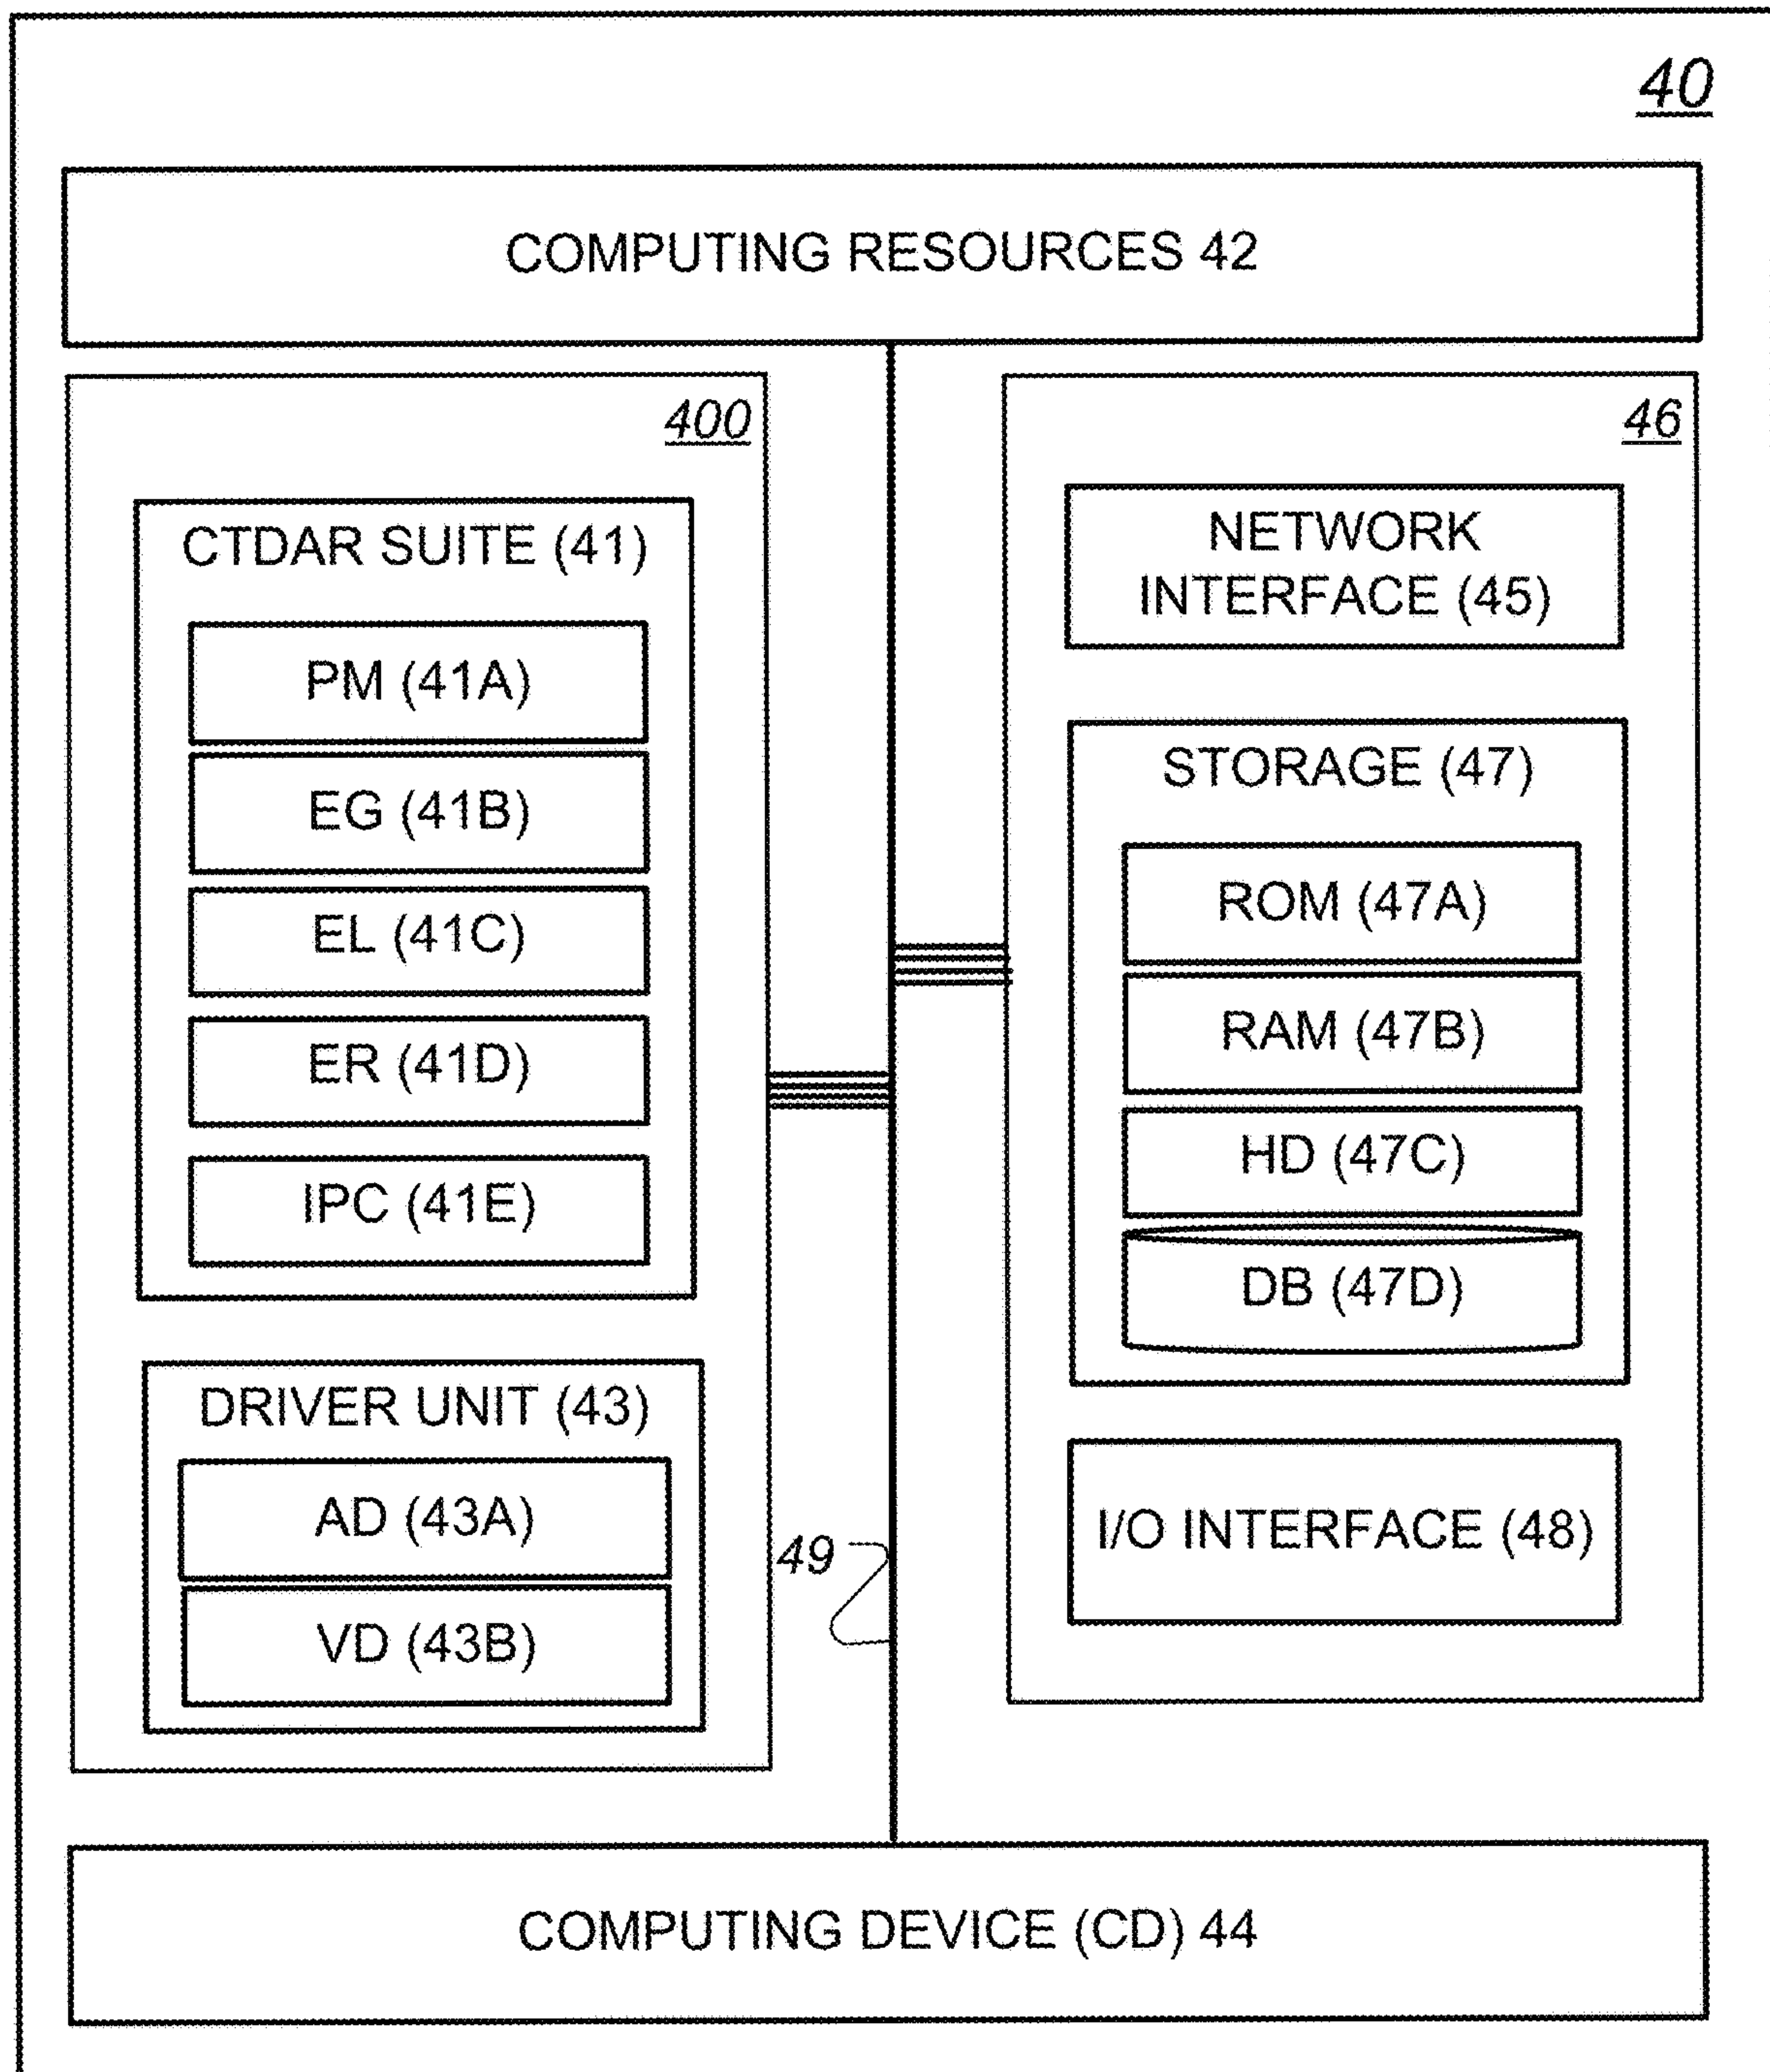 40
COMPUTING RESOURCES 42
400
CTDAR SUITE (41)
PM (41A)
EG (41B)
EL (41C)
ER (41D)
IPC (41E)
DRIVER UNIT (43)
AD (43A)
VD (43B)
49
46
NETWORK
INTERFACE (45)
STORAGE (47)
ROM (47A)
RAM (47B)
HD (47C)
DB (47D)
I/O INTERFACE (48)
COMPUTING DEVICE (CD) 44